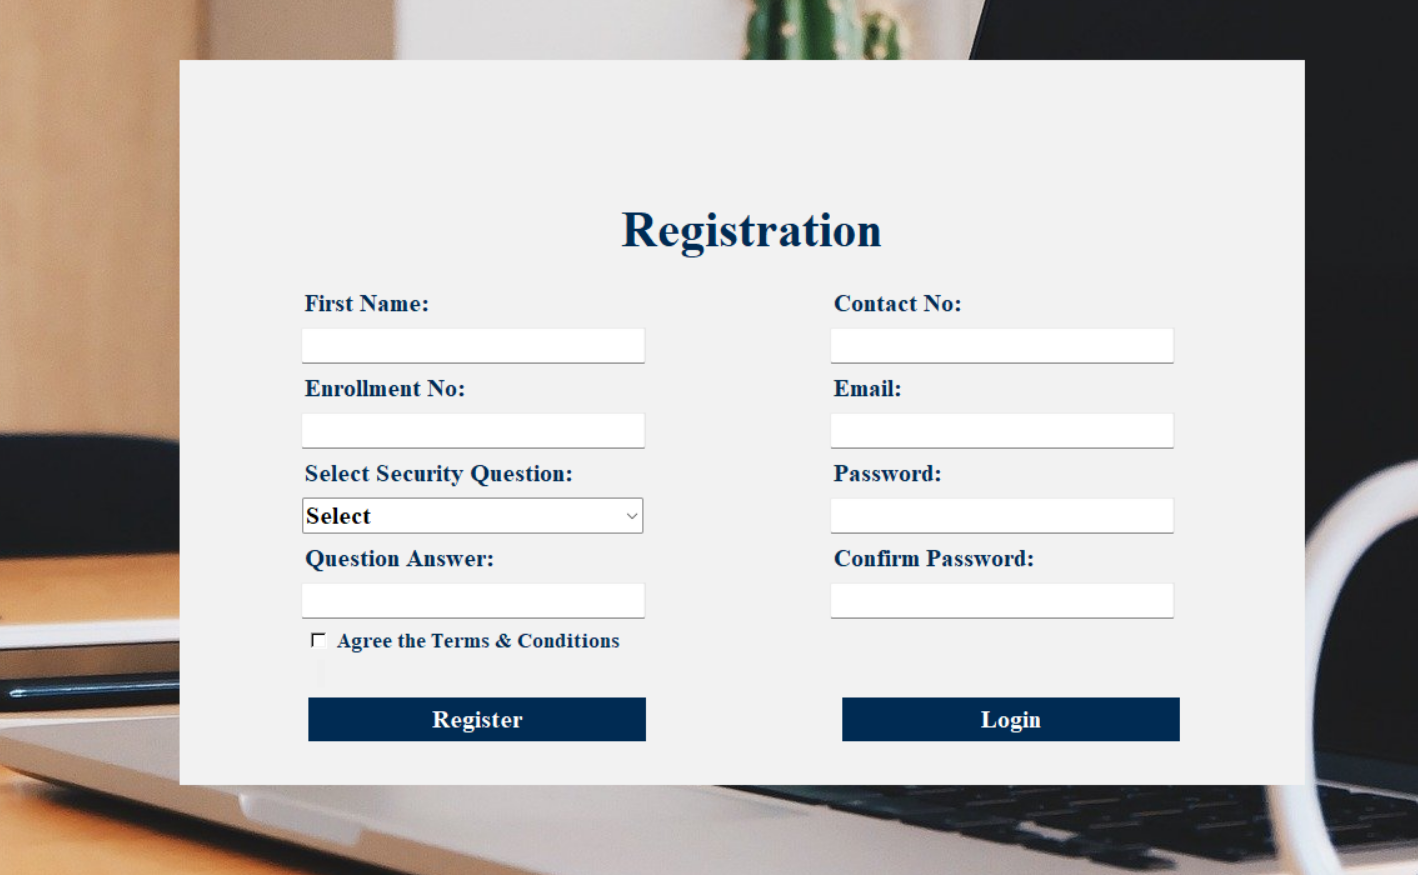 Registration
First Name:
Contact No:
Enrollment No:
Email:
Select Security Question:
Password:
Select
Question Answer:
Confirm Password:
Agree the Terms & Conditions
Register
Login